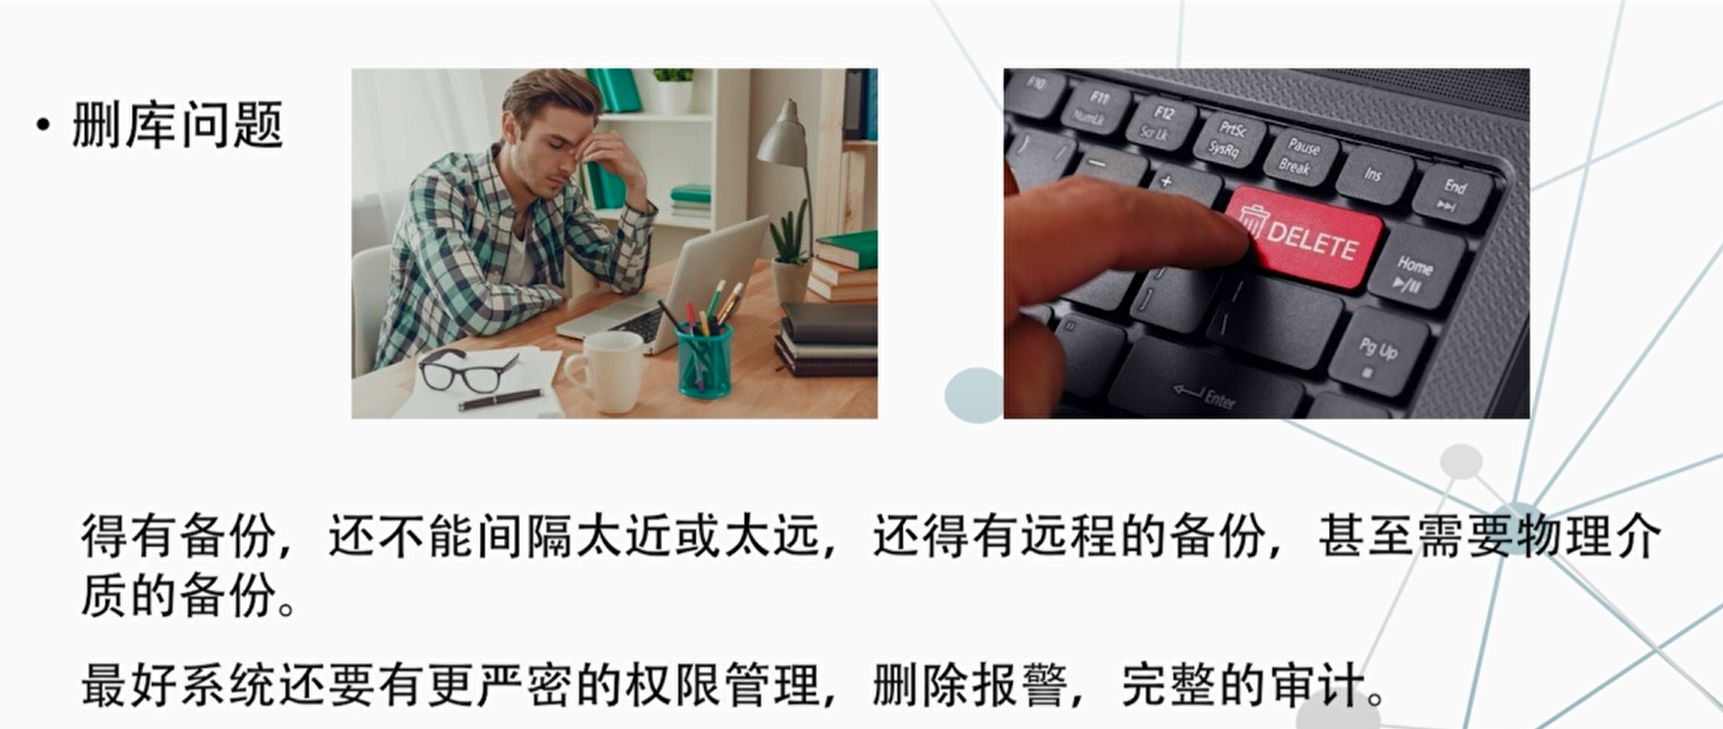 • 删库问题
F10
F11
NumLk
F12
Scr Lk
PrtSc
SysRq
Pause
Break
Ins
End
DELETE
Home
Pg Up
Enter
得有备份，还不能间隔太近或太远，还得有远程的备份，甚至需要物理介
质的备份。
最好系统还要有更严密的权限管理，删除报警，完整的审计。